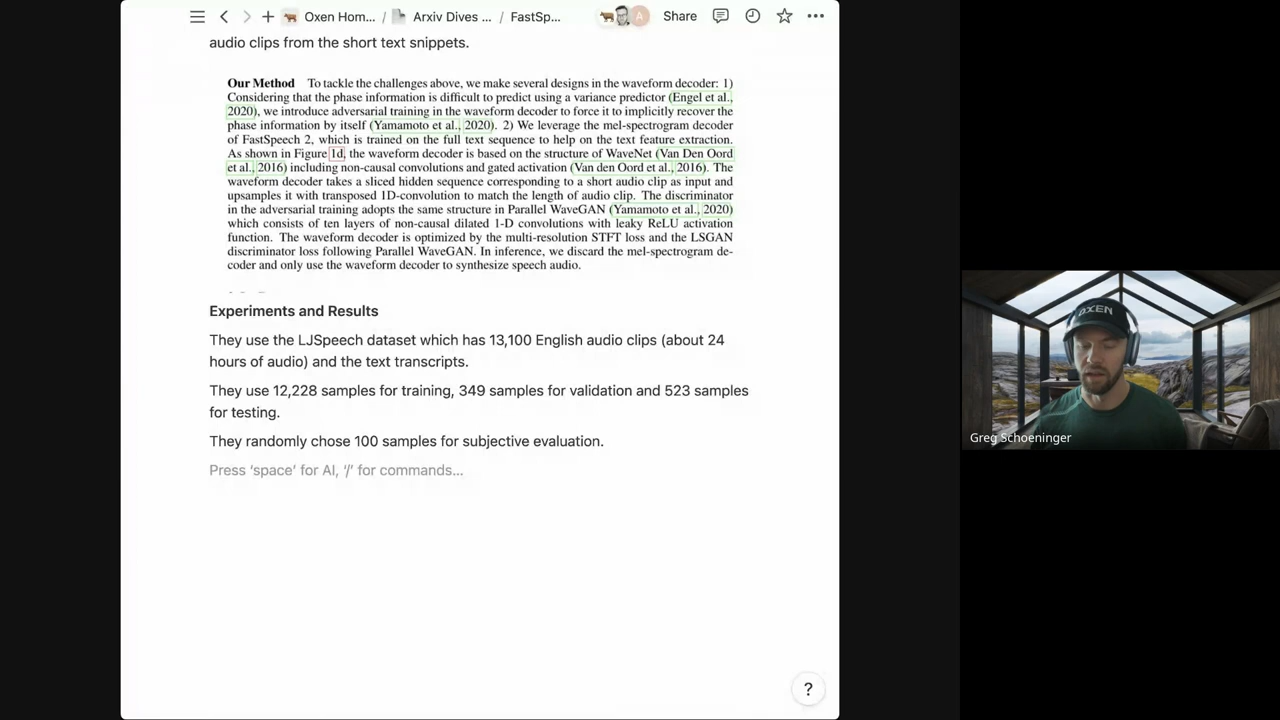 Oxen Hom... / Arxiv Dives ... / FastSp... A Share
audio clips from the short text snippets.
Our Method To tackle the challenges above, we make several designs in the waveform decoder: 1)
Considering that the phase information is difficult to predict using a variance predictor (Engel et al.,
2020), we introduce adversarial training in the waveform decoder to force it to implicitly recover the
phase information by itself (Yamamoto et al., 2020). 2) We leverage the mel-spectrogram decoder
of FastSpeech 2, which is trained on the full text sequence to help on the text feature extraction.
As shown in Figure 1d, the waveform decoder is based on the structure of WaveNet (Van Den Oord
et al., 2016) including non-causal convolutions and gated activation (Van den Oord et al., 2016). The
waveform decoder takes a sliced hidden sequence corresponding to a short audio clip as input and
upsamples it with transposed 1D-convolution to match the length of audio clip. The discriminator
in the adversarial training adopts the same structure in Parallel WaveGAN (Yamamoto et al., 2020)
which consists of ten layers of non-causal dilated 1-D convolutions with leaky ReLU activation
function. The waveform decoder is optimized by the multi-resolution STFT loss and the LSGAN
discriminator loss following Parallel WaveGAN. In inference, we discard the mel-spectrogram de-
coder and only use the waveform decoder to synthesize speech audio.
Experiments and Results
They use the LJSpeech dataset which has 13,100 English audio clips (about 24
hours of audio) and the text transcripts.
They use 12,228 samples for training, 349 samples for validation and 523 samples
for testing.
They randomly chose 100 samples for subjective evaluation.
Press ‘space’ for AI, ‘/’ for commands...
?
OXEN
Greg Schoeninger